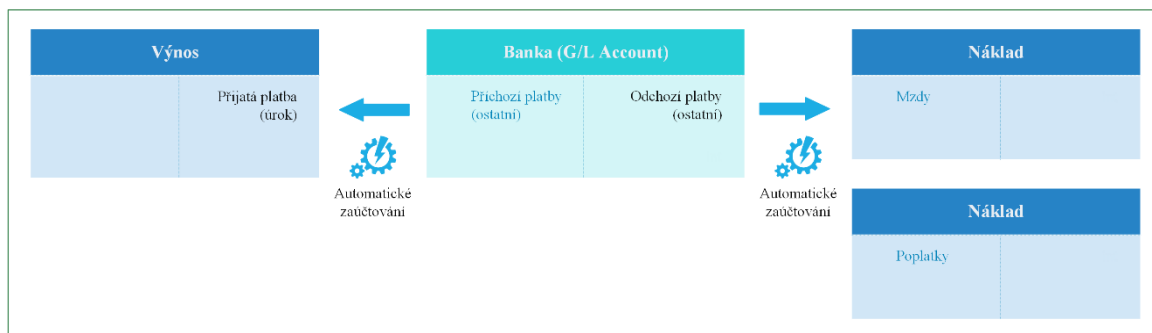 Výnos
Přijatá platba
(úrok)
Automatické
zaúčtování
Banka (G/L Account)
Příchozí platby
(ostatní)
Odchozí platby
(ostatní)
Automatické
zaúčtování
Náklad
Mzdy
Náklad
Poplatky